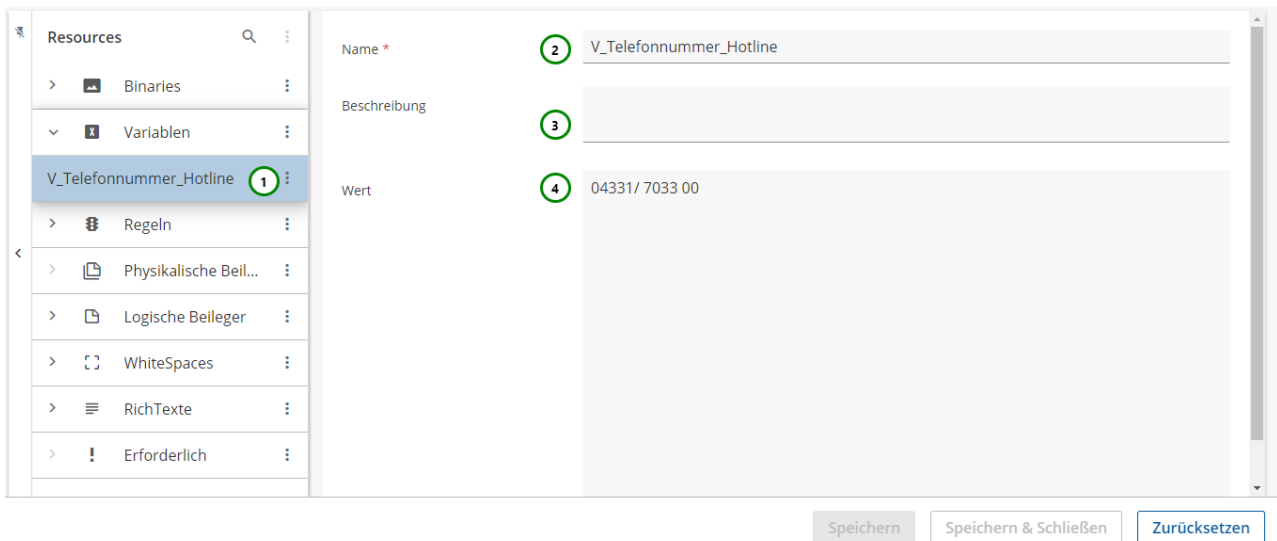 Resources
Binaries
Variablen
V_Telefonnummer_Hotline 1
Regeln
Physikalische Beil...
Logische Beileger
WhiteSpaces
RichTexte
Erforderlich
Name * 2 V_Telefonnummer_Hotline
Beschreibung 3
Wert 4 04331/ 7033 00
Speichern Speichern & Schließen Zurücksetzen